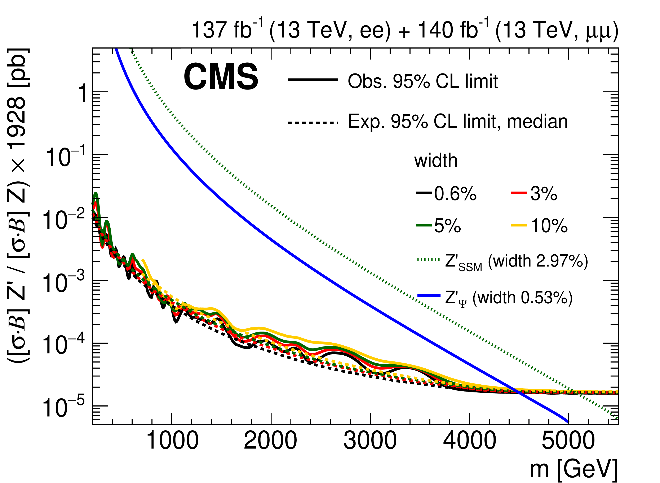 137 fb⁻¹ (13 TeV, ee) + 140 fb⁻¹ (13 TeV, μμ)
CMS
Obs. 95% CL limit
Exp. 95% CL limit, median
width
0.6% 3%
5% 10%
Z'SSM (width 2.97%)
Z'Ψ (width 0.53%)
([σ·B] Z' / [σ·B] Z) × 1928 [pb]
1
10⁻¹
10⁻²
10⁻³
10⁻⁴
10⁻⁵
1000 2000 3000 4000 5000
m [GeV]